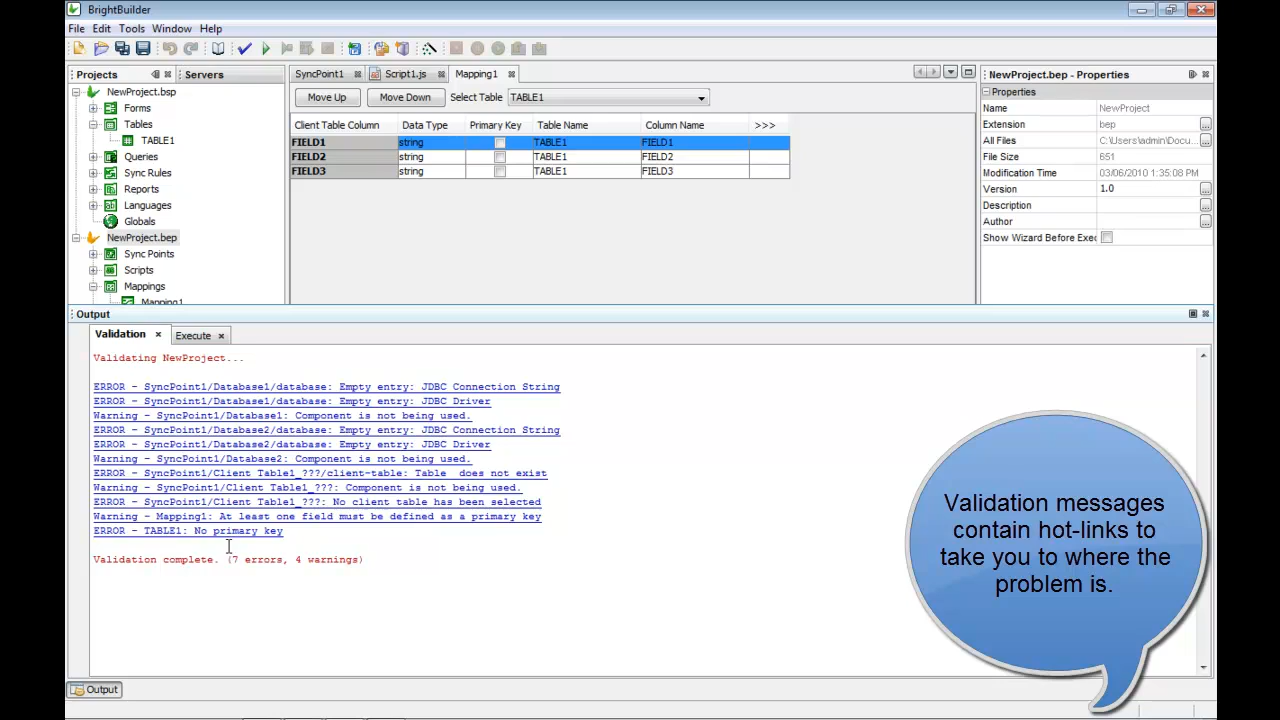 BrightBuilder
File Edit Tools Window Help
Projects
Servers
SyncPoint1
Script1.js
Mapping1
NewProject.bep - Properties
NewProject.bsp
Forms
Tables
TABLE1
Queries
Sync Rules
Reports
Languages
Globals
NewProject.bep
Sync Points
Scripts
Mappings
Mapping1
Move Up
Move Down
Select Table
TABLE1
Client Table Column Data Type Primary Key Table Name Column Name >>>
FIELD1 string TABLE1 FIELD1
FIELD2 string TABLE1 FIELD2
FIELD3 string TABLE1 FIELD3
Properties
Name NewProject
Extension bep ...
All Files C:\Users\admin\Docu... ...
File Size 651
Modification Time 03/06/2010 1:35:08 PM
Version 1.0 ...
Description ...
Author ...
Show Wizard Before Exec
Output
Validation
Execute
Validating NewProject...
ERROR - SyncPoint1/Database1/database: Empty entry: JDBC Connection String
ERROR - SyncPoint1/Database1/database: Empty entry: JDBC Driver
Warning - SyncPoint1/Database1: Component is not being used.
ERROR - SyncPoint1/Database2/database: Empty entry: JDBC Connection String
ERROR - SyncPoint1/Database2/database: Empty entry: JDBC Driver
Warning - SyncPoint1/Database2: Component is not being used.
ERROR - SyncPoint1/Client Table1_???/client-table: Table  does not exist
Warning - SyncPoint1/Client Table1_???: Component is not being used.
ERROR - SyncPoint1/Client Table1_???: No client table has been selected
Warning - Mapping1: At least one field must be defined as a primary key
ERROR - TABLE1: No primary key
Validation complete. (7 errors, 4 warnings)
Validation messages
contain hot-links to
take you to where the
problem is.
Output